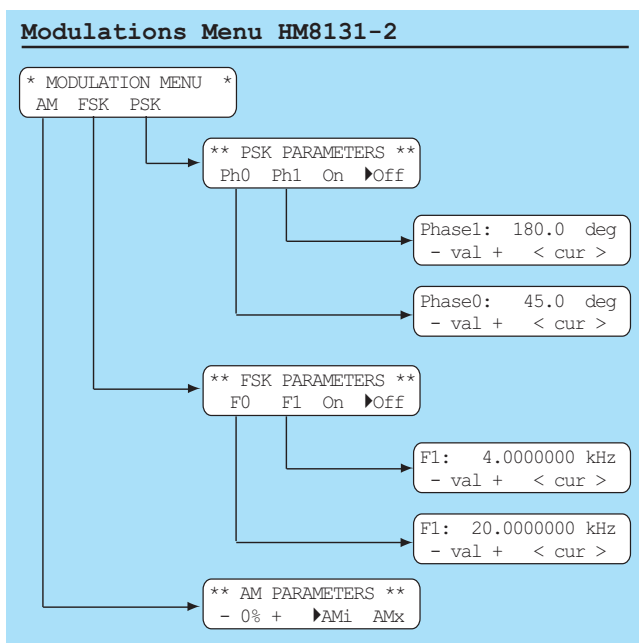 Modulations Menu HM8131-2
* MODULATION MENU *
AM FSK PSK
** PSK PARAMETERS **
Ph0 Ph1 On ▶Off
Phase1: 180.0 deg
- val + < cur >
Phase0: 45.0 deg
- val + < cur >
** FSK PARAMETERS **
F0 F1 On ▶Off
F1: 4.0000000 kHz
- val + < cur >
F1: 20.0000000 kHz
- val + < cur >
** AM PARAMETERS **
- 0% + ▶AMi AMx